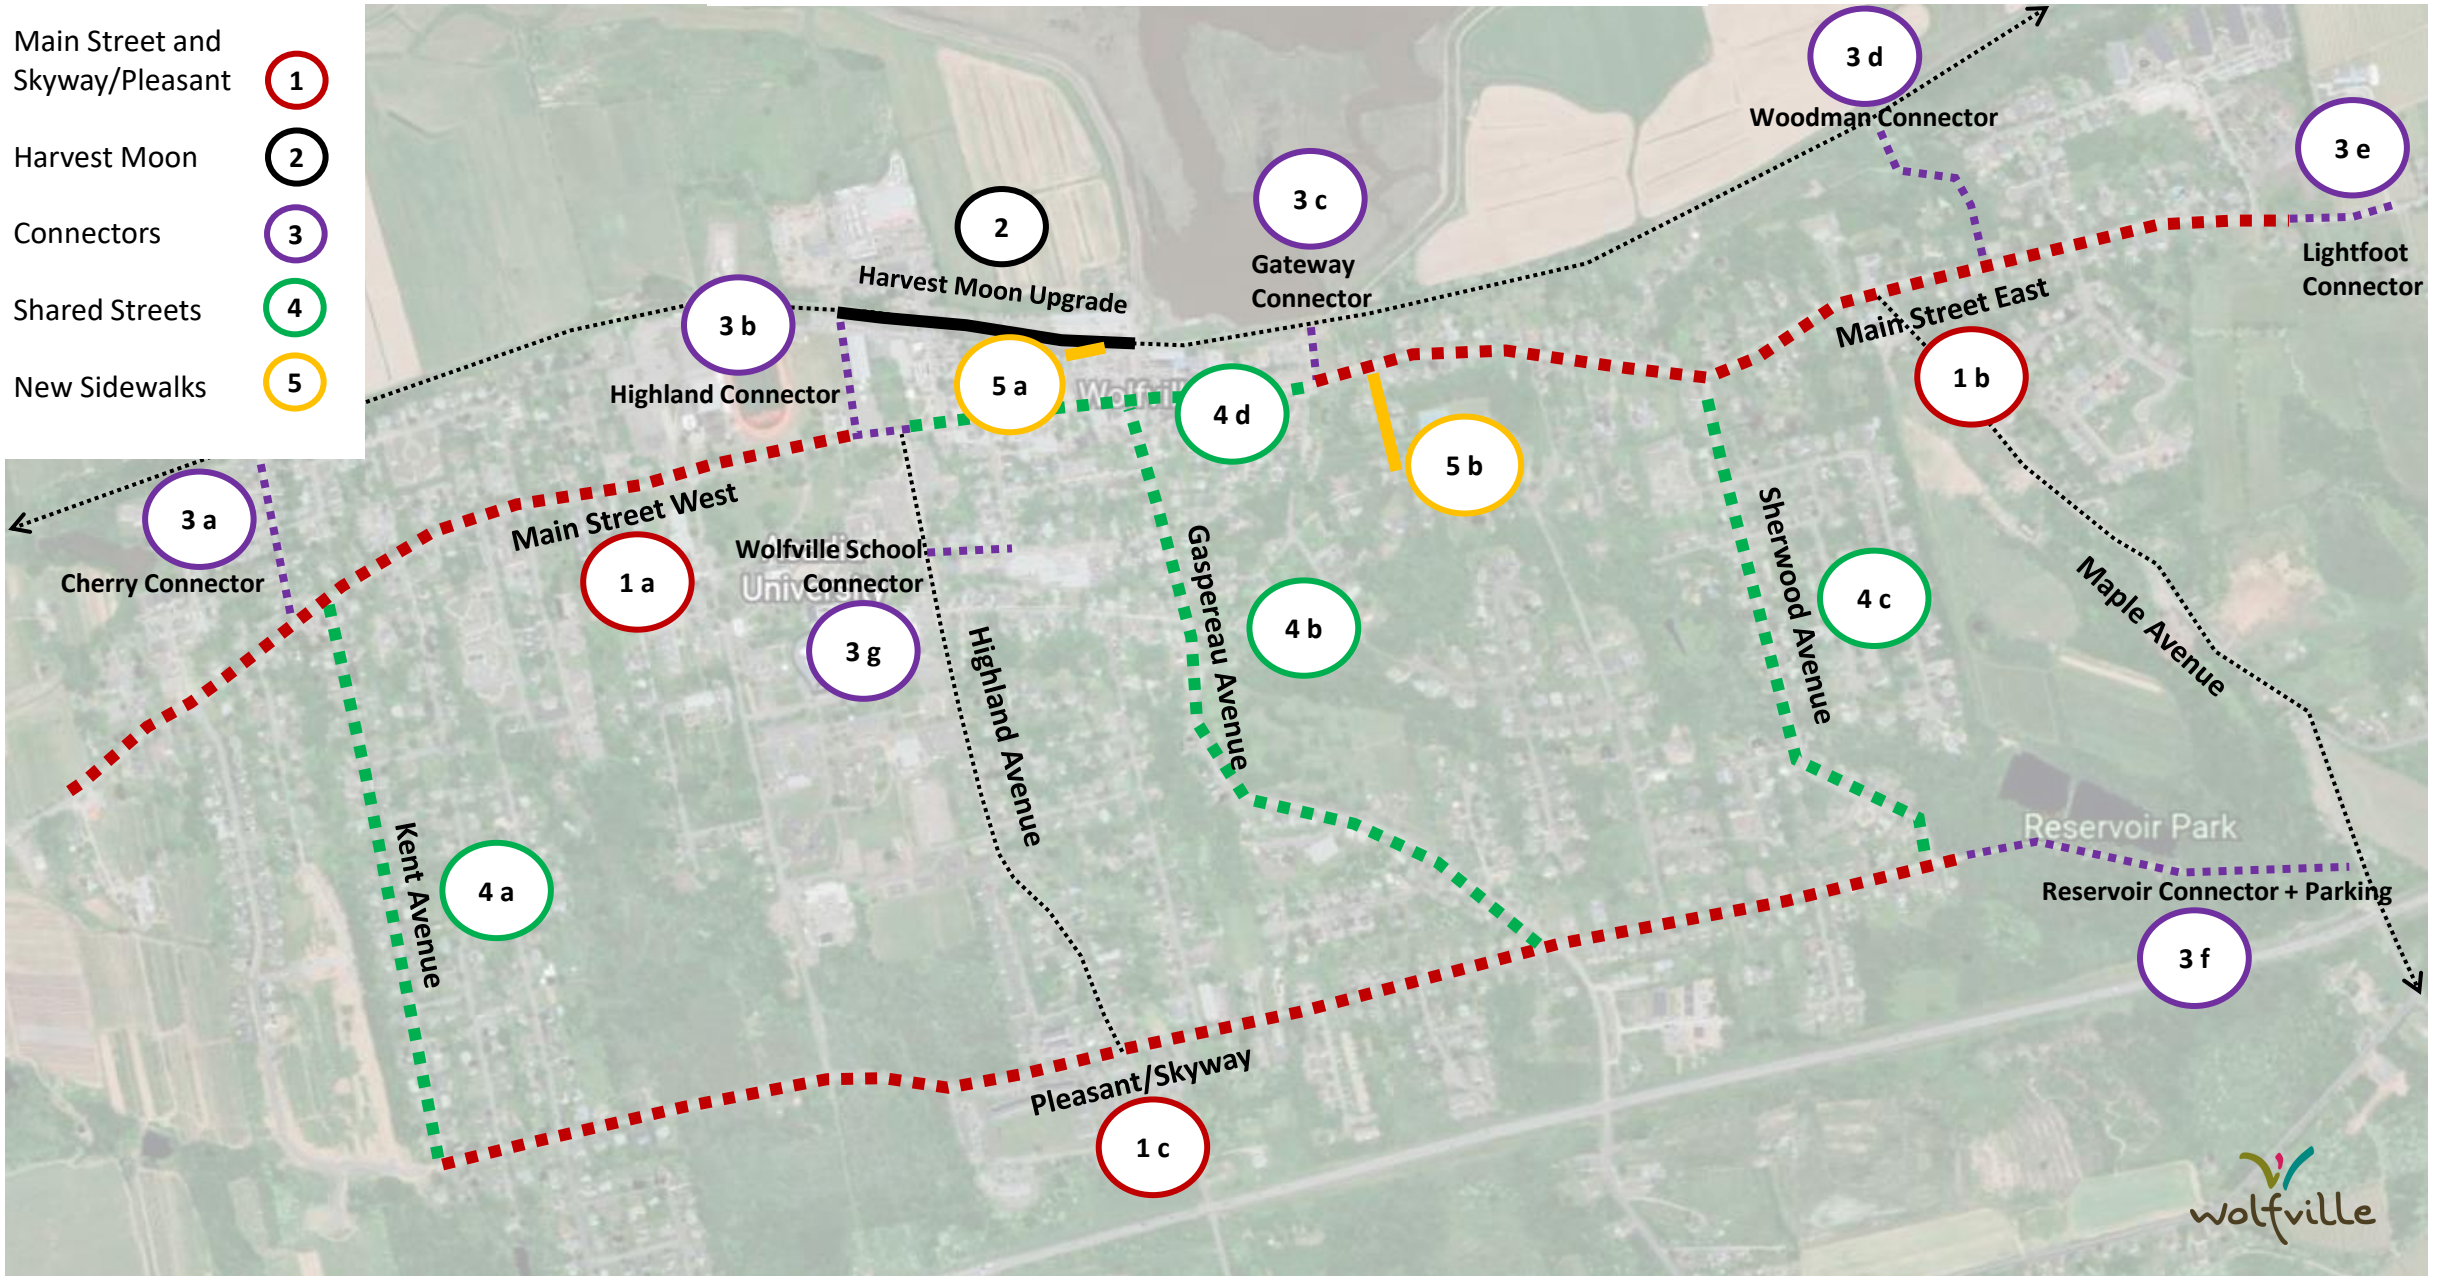 Main Street and
Skyway/Pleasant 1
Harvest Moon 2
Connectors 3
Shared Streets 4
New Sidewalks 5
3 d
Woodman Connector
3 e
Lightfoot
Connector
3 c
Gateway
Connector
2
Harvest Moon Upgrade
3 b
Highland Connector
5 a
Wolfvill
4 d
Main Street East
1 b
5 b
3 a
Cherry Connector
Main Street West
1 a
Wolfville School
Connector
3 g
Acadia
University
Highland Avenue
Gaspereau Avenue
4 b
Sherwood Avenue
4 c
Maple Avenue
Kent Avenue
4 a
Reservoir Park
Reservoir Connector + Parking
3 f
Pleasant/Skyway
1 c
wolfville